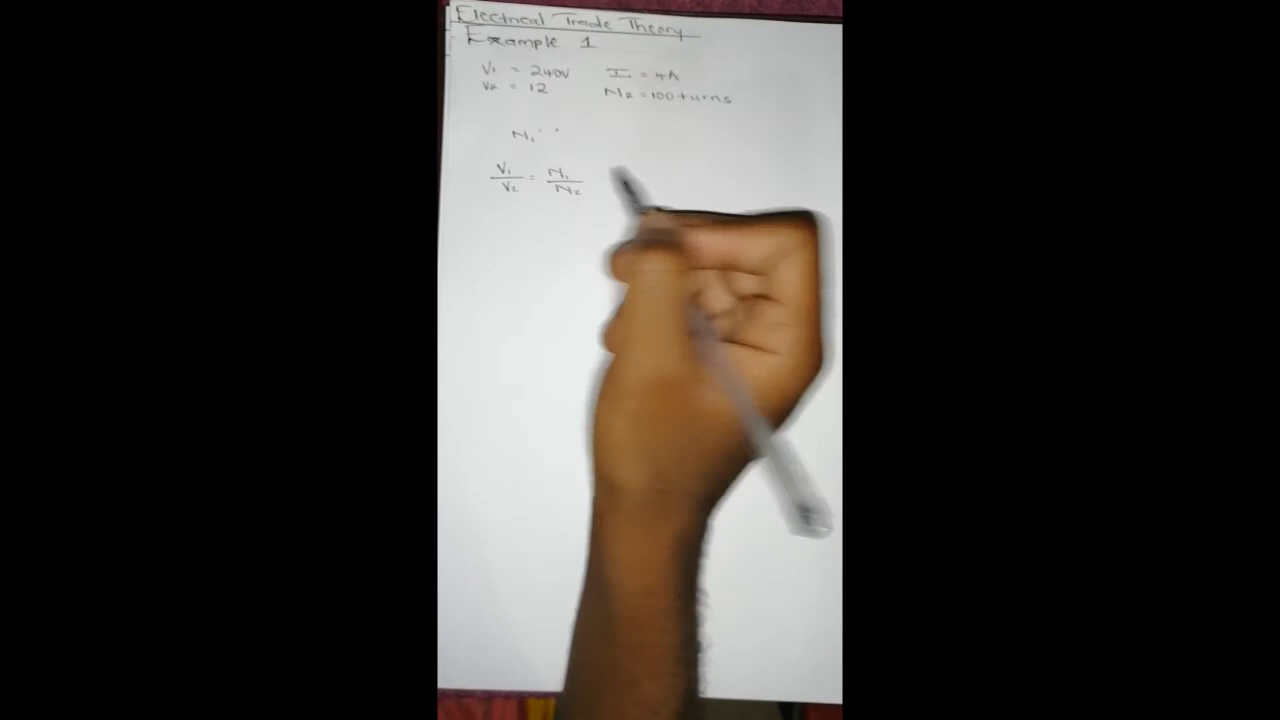 Electrical Trade Theory
Example 1
V1 = 240V I1 = 4A
V2 = 12 N2 = 100 turns
N1
V1/V2 = N1/N2